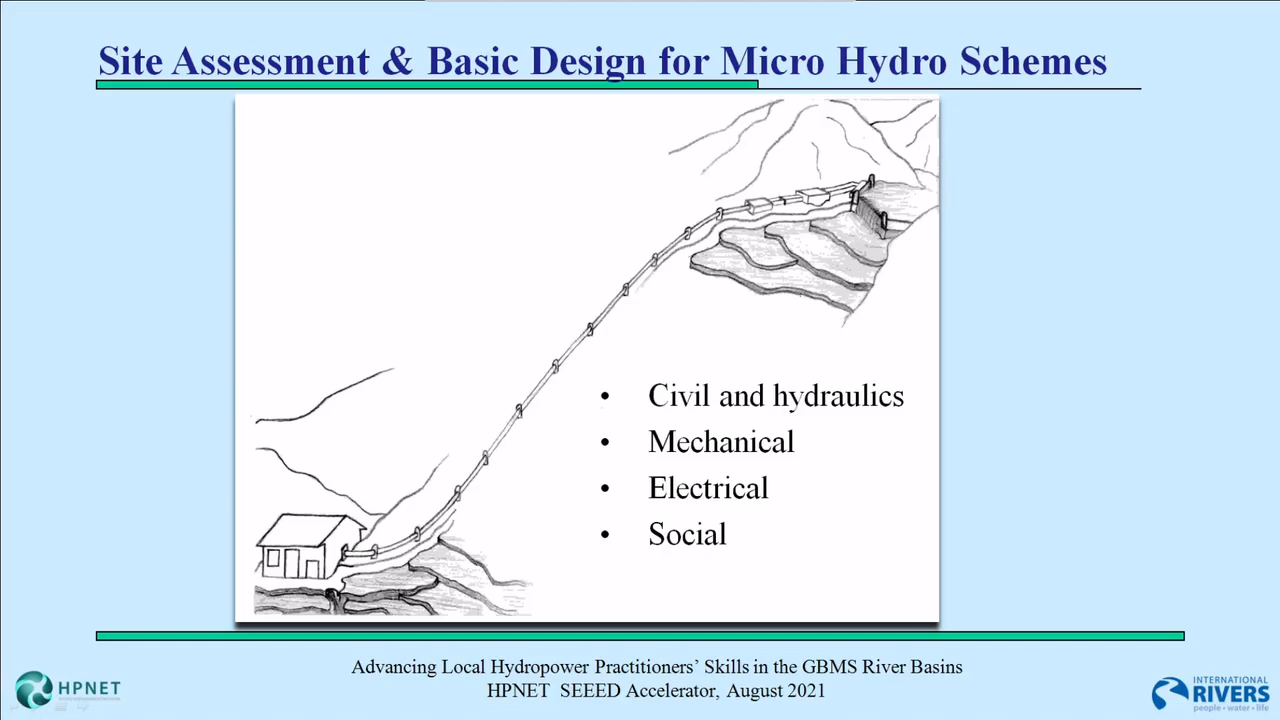 Site Assessment & Basic Design for Micro Hydro Schemes
• Civil and hydraulics
• Mechanical
• Electrical
• Social
Advancing Local Hydropower Practitioners’ Skills in the GBMS River Basins
HPNET SEEED Accelerator, August 2021
HPNET
INTERNATIONAL
RIVERS
people • water • life